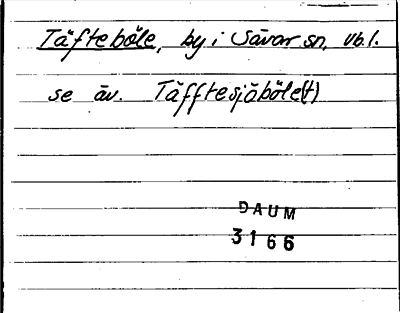 Täfteböle, by i Sävar sn, Vb.l.
se äv. Täfftesjöböle(t)
DAUM
3166